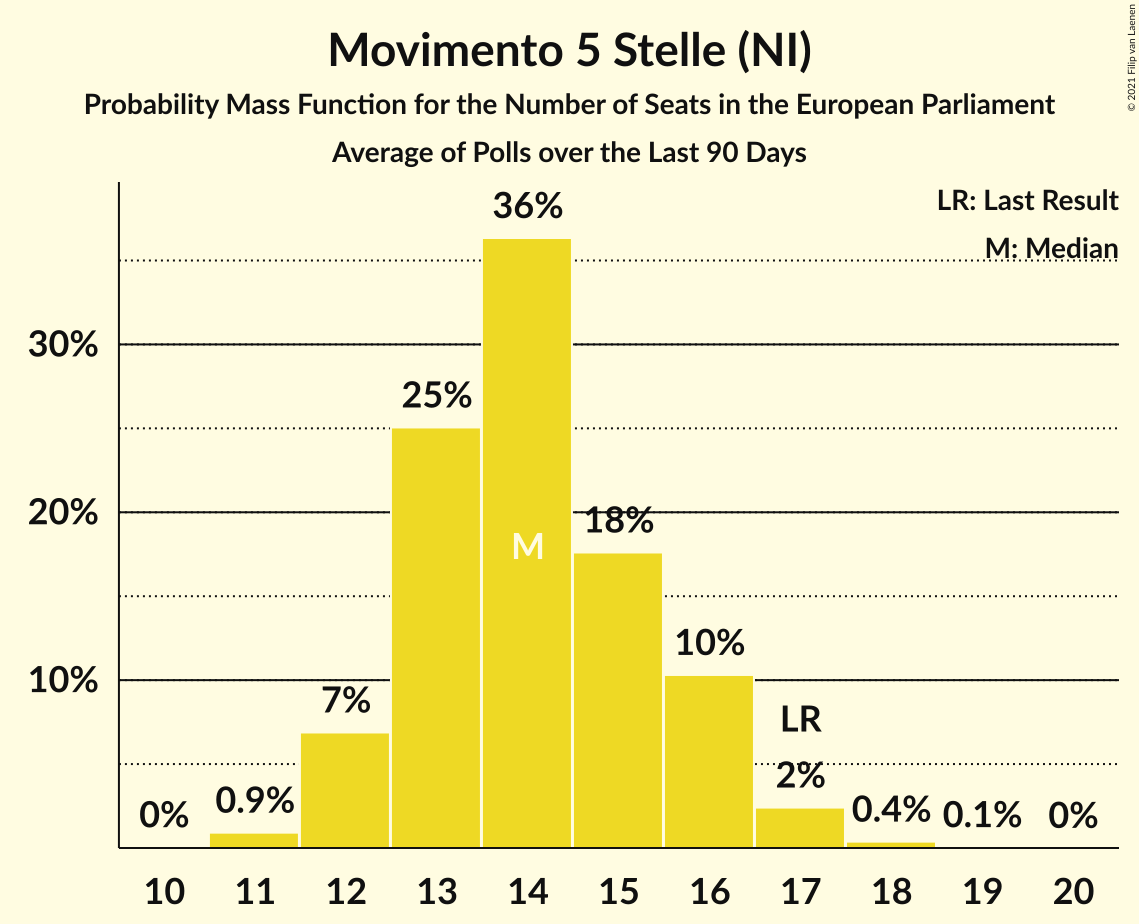 Movimento 5 Stelle (NI)
Probability Mass Function for the Number of Seats in the European Parliament
Average of Polls over the Last 90 Days
© 2021 Filip van Laenen
LR: Last Result
M: Median
36%
30%
25%
20%
18%
M
10%
10%
7%
LR
2%
0%
0.9%
0.4%
0.1%
0%
10 11 12 13 14 15 16 17 18 19 20